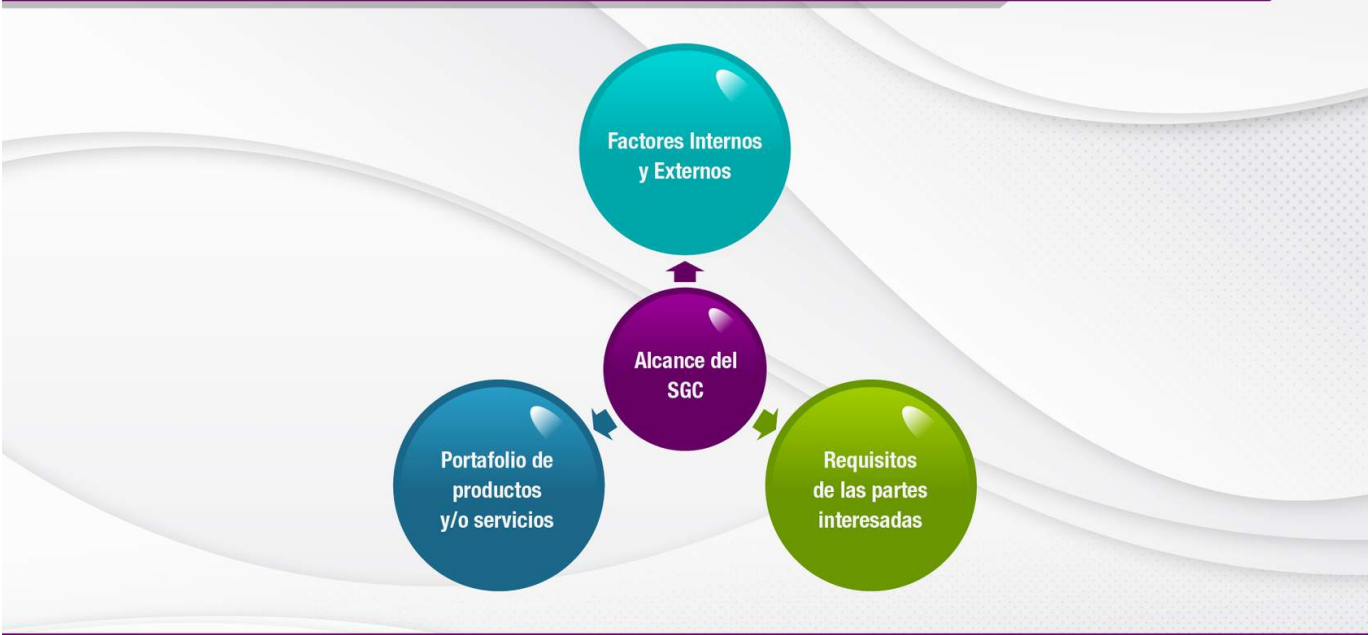 Factores Internos
y Externos
Alcance del
SGC
Portafolio de
productos
y/o servicios
Requisitos
de las partes
interesadas